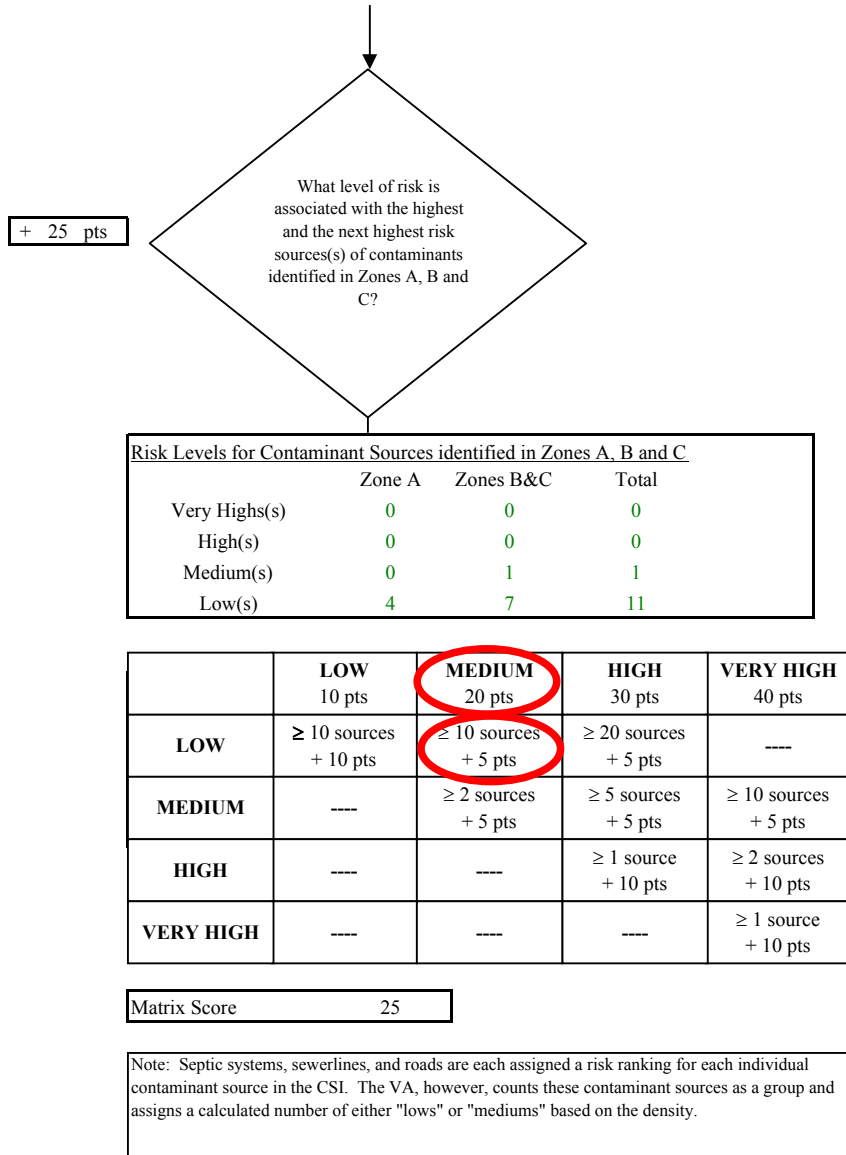 What level of risk is
associated with the highest
and the next highest risk
sources(s) of contaminants
identified in Zones A, B and
C?
+ 25 pts
Risk Levels for Contaminant Sources identified in Zones A, B and C
Zone A Zones B&C Total
Very Highs(s) 0 0 0
High(s) 0 0 0
Medium(s) 0 1 1
Low(s) 4 7 11
LOW MEDIUM HIGH VERY HIGH
10 pts 20 pts 30 pts 40 pts
LOW ≥ 10 sources ≥ 10 sources ≥ 20 sources ----
+ 10 pts + 5 pts + 5 pts
MEDIUM ---- ≥ 2 sources ≥ 5 sources ≥ 10 sources
+ 5 pts + 5 pts + 5 pts
HIGH ---- ---- ≥ 1 source ≥ 2 sources
+ 10 pts + 10 pts
VERY HIGH ---- ---- ---- ≥ 1 source
+ 10 pts
Matrix Score 25
Note: Septic systems, sewerlines, and roads are each assigned a risk ranking for each individual
contaminant source in the CSI. The VA, however, counts these contaminant sources as a group and
assigns a calculated number of either "lows" or "mediums" based on the density.